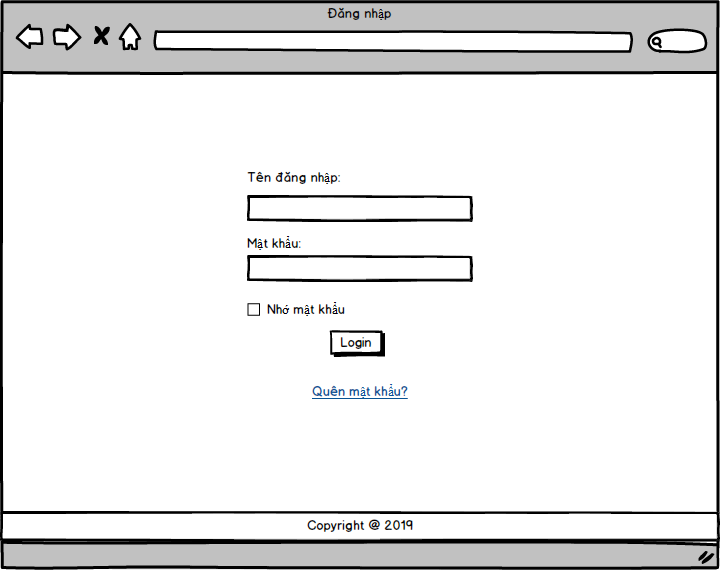 Đăng nhập
Tên đăng nhập:
Mật khẩu:
Nhớ mật khẩu
Login
Quên mật khẩu?
Copyright @ 2019